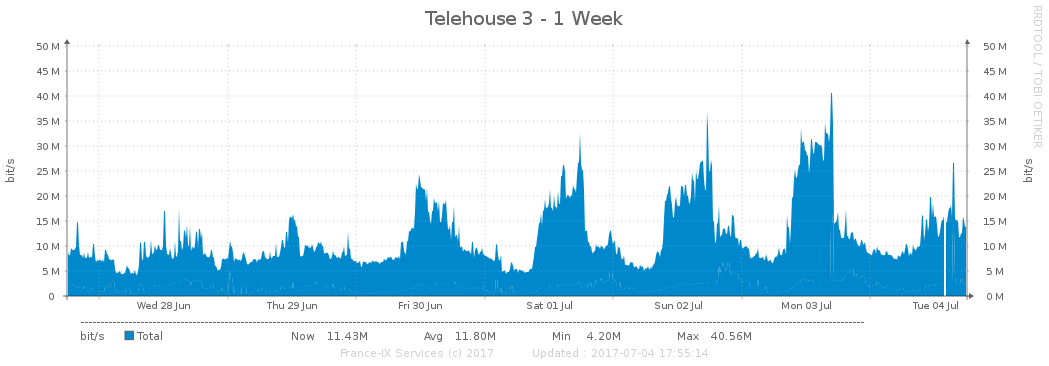 Telehouse 3 - 1 Week
RRDTOOL / TOBI OETIKER
bit/s
50 M 50 M
45 M 45 M
40 M 40 M
35 M 35 M
30 M 30 M
25 M 25 M
20 M 20 M
15 M 15 M
10 M 10 M
5 M 5 M
0 0 M
bit/s
Wed 28 Jun Thu 29 Jun Fri 30 Jun Sat 01 Jul Sun 02 Jul Mon 03 Jul Tue 04 Jul
bit/s Total Now 11.43M Avg 11.80M Min 4.20M Max 40.56M
France-IX Services (c) 2017 Updated : 2017-07-04 17:55:14